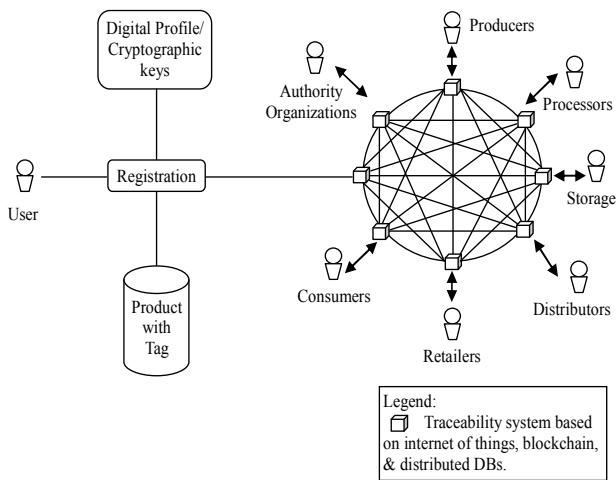 Digital Profile/
Cryptographic
keys
Producers
Authority
Organizations
Processors
Registration
User
Storage
Product
with
Tag
Consumers
Distributors
Retailers
Legend:
Traceability system based
on internet of things, blockchain,
& distributed DBs.